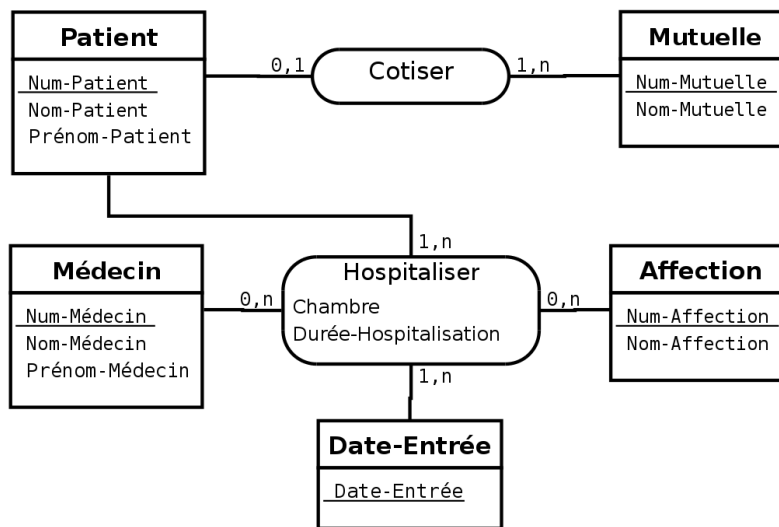 Patient
Num-Patient
Nom-Patient
Prénom-Patient
0,1
Cotiser
1,n
Mutuelle
Num-Mutuelle
Nom-Mutuelle
1,n
Médecin
Num-Médecin
Nom-Médecin
Prénom-Médecin
0,n
Hospitaliser
Chambre
Durée-Hospitalisation
0,n
Affection
Num-Affection
Nom-Affection
1,n
Date-Entrée
Date-Entrée